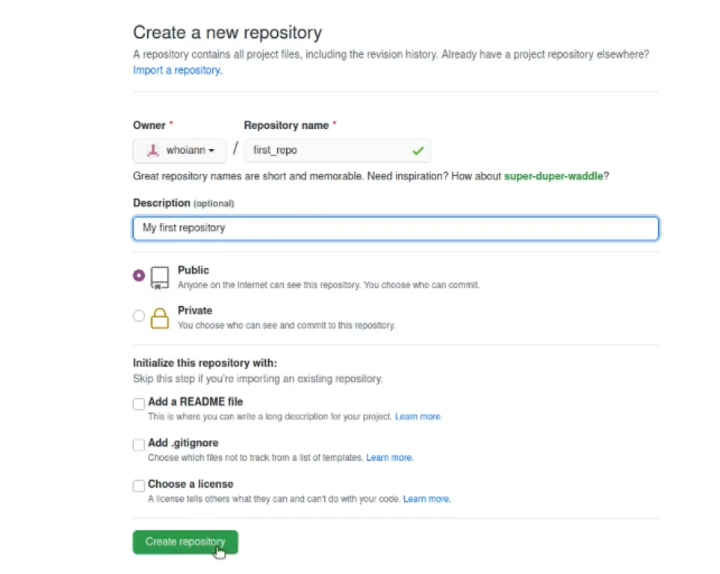 Create a new repository
A repository contains all project files, including the revision history. Already have a project repository elsewhere?
Import a repository.
Owner * Repository name *
whoiann / first_repo
Great repository names are short and memorable. Need inspiration? How about super-duper-waddle?
Description (optional)
My first repository
Public
Anyone on the internet can see this repository. You choose who can commit.
Private
You choose who can see and commit to this repository.
Initialize this repository with:
Skip this step if you're importing an existing repository.
Add a README file
This is where you can write a long description for your project. Learn more.
Add .gitignore
Choose which files not to track from a list of templates. Learn more.
Choose a license
A license tells others what they can and can't do with your code. Learn more.
Create repository